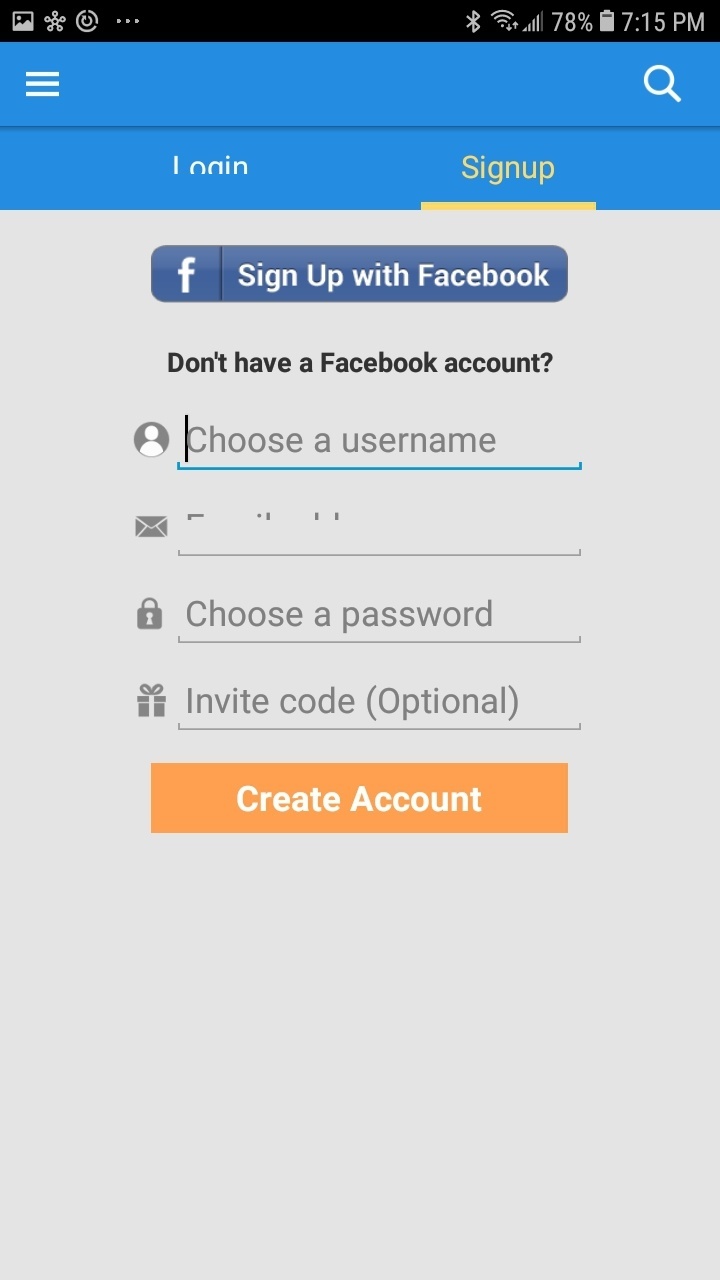 78% 7:15 PM
Login Signup
f Sign Up with Facebook
Don't have a Facebook account?
Choose a username
Choose a password
Invite code (Optional)
Create Account